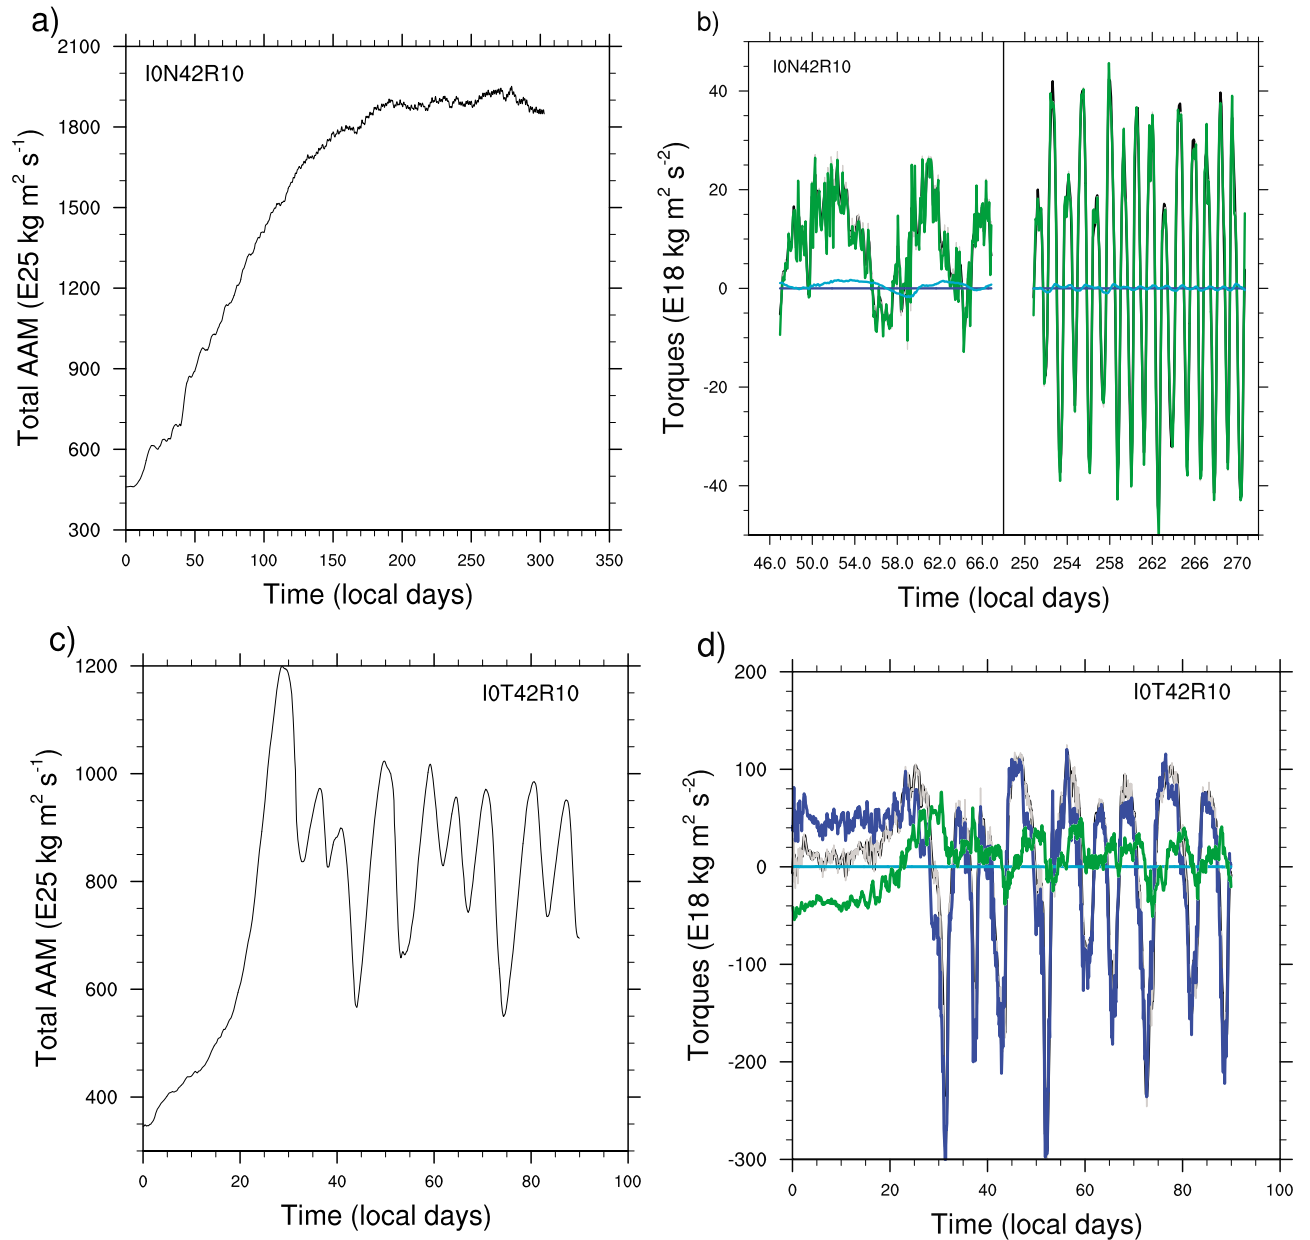 a)
I0N42R10
2100
1800
1500
1200
900
600
300
Total AAM (E25 kg m² s⁻¹)
0 50 100 150 200 250 300 350
Time (local days)
b)
I0N42R10
40
20
0
-20
-40
Torques (E18 kg m² s⁻²)
46.0 50.0 54.0 58.0 62.0 66.0 250 254 258 262 266 270
Time (local days)
c)
I0T42R10
1200
1000
800
600
400
Total AAM (E25 kg m² s⁻¹)
0 20 40 60 80 100
Time (local days)
d)
I0T42R10
200
100
0
-100
-200
-300
Torques (E18 kg m² s⁻²)
0 20 40 60 80 100
Time (local days)